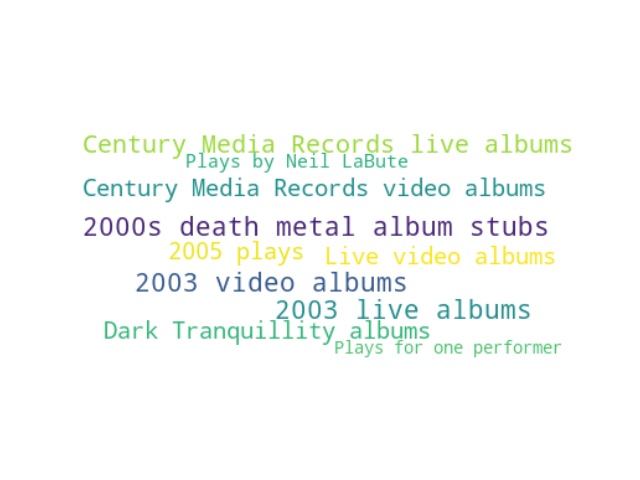 Century Media Records live albums
Plays by Neil LaBute
Century Media Records video albums
2000s death metal album stubs
2005 plays
Live video albums
2003 video albums
2003 live albums
Dark Tranquillity albums
Plays for one performer